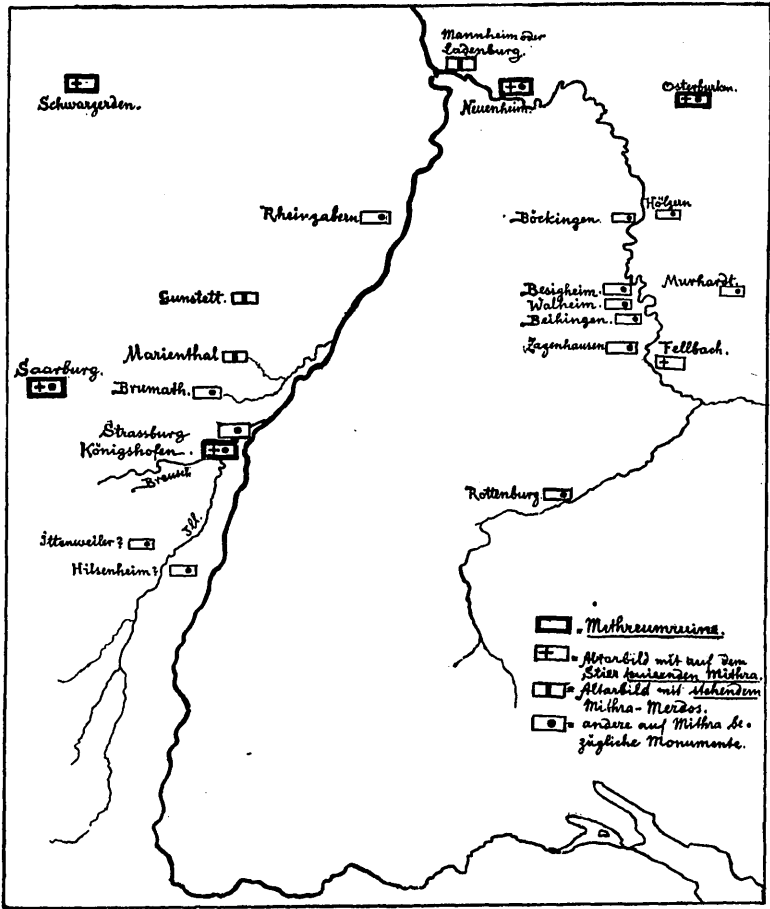 Mannheim oder
Ladenburg.
Schwarzerden.
Neuenheim.
Osterburken.
Rheinzabern
Böckingen.
Hölzern
Gunstett.
Besigheim.
Walheim.
Beihingen.
Murhardt.
Marienthal
Zazenhausen
Fellbach.
Saarburg.
Brumath.
Strassburg
Königshofen.
Breusch.
Rottenburg.
Ill.
Ittenweiler?
Hilsenheim?
= Mithreumruine.
= Altarbild mit auf dem
Stier knieenden Mithra.
= Altarbild mit stehendem
Mithra-Merdos.
= andere auf Mithra be-
zügliche Monumente.